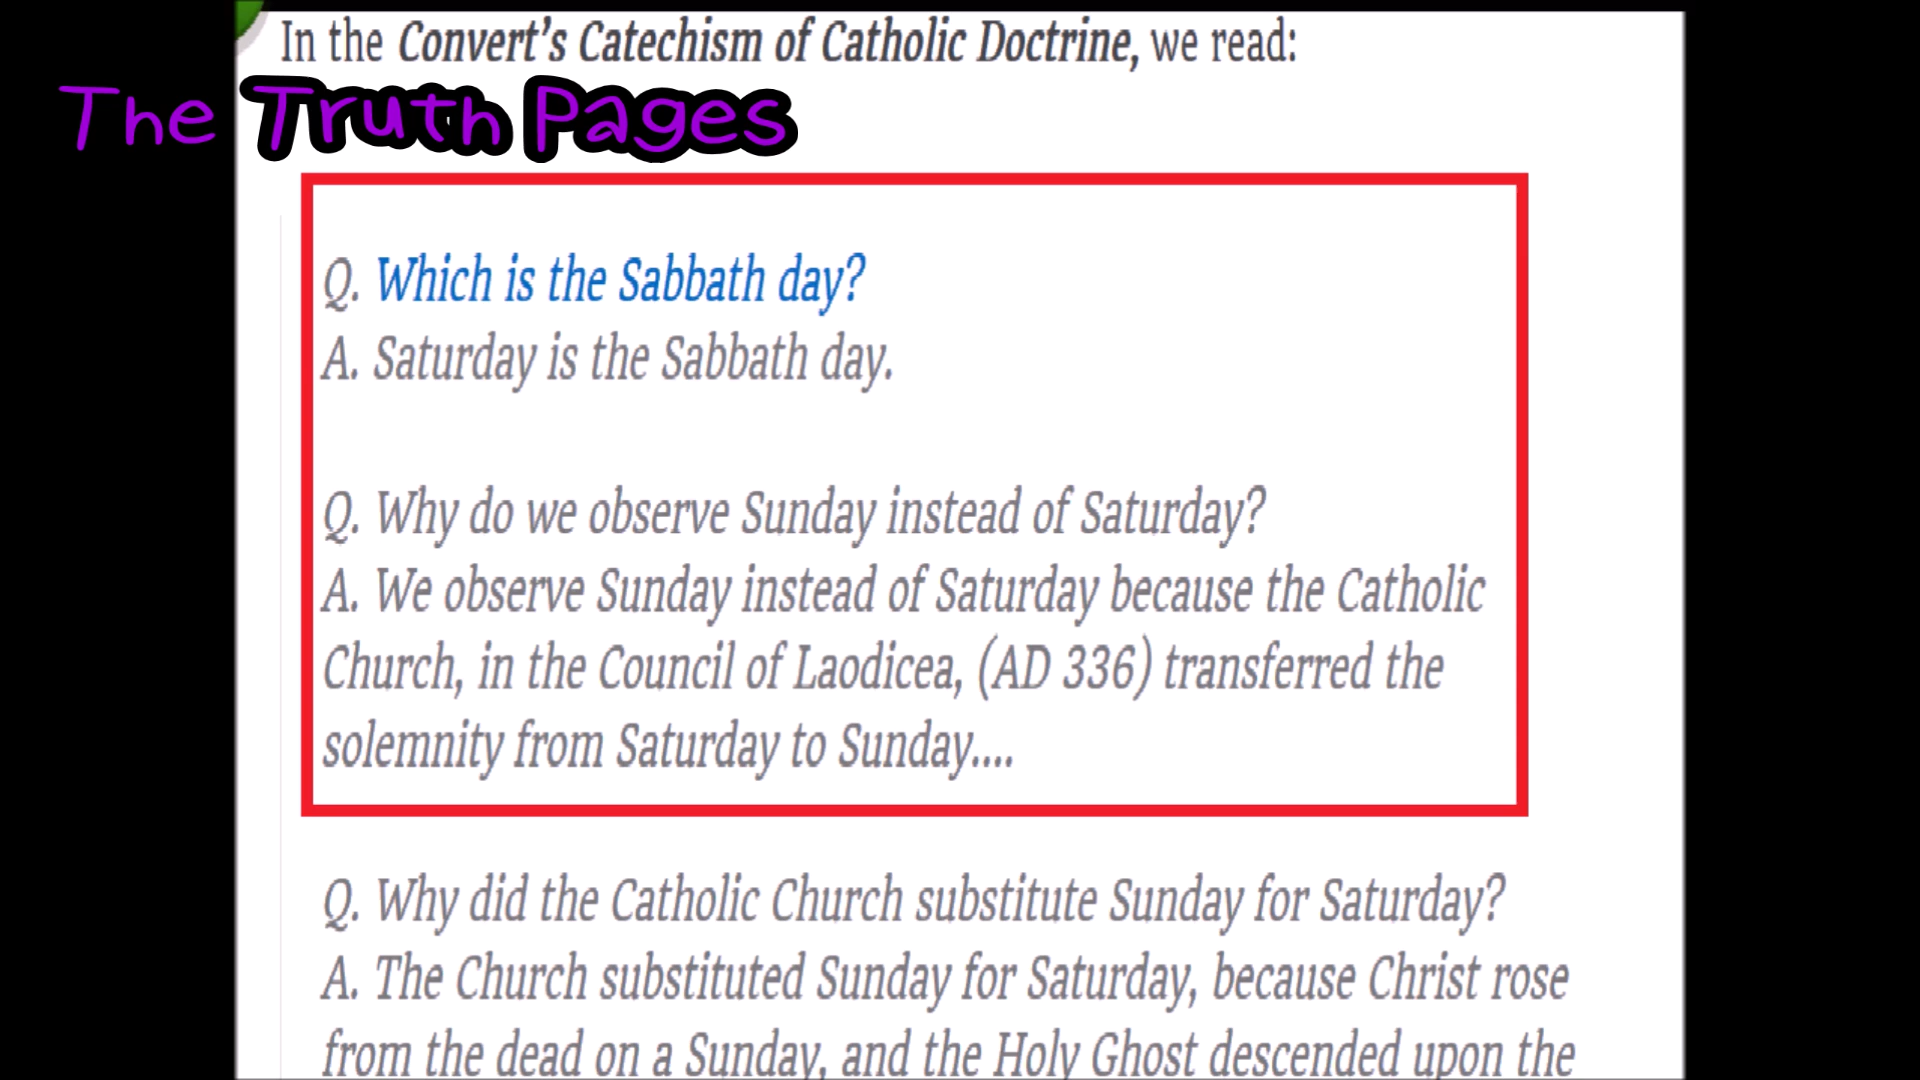 In the Convert's Catechism of Catholic Doctrine, we read:
The Truth Pages
Q. Which is the Sabbath day?
A. Saturday is the Sabbath day.
Q. Why do we observe Sunday instead of Saturday?
A. We observe Sunday instead of Saturday because the Catholic
Church, in the Council of Laodicea, (AD 336) transferred the
solemnity from Saturday to Sunday....
Q. Why did the Catholic Church substitute Sunday for Saturday?
A. The Church substituted Sunday for Saturday, because Christ rose
from the dead on a Sunday, and the Holy Ghost descended upon the